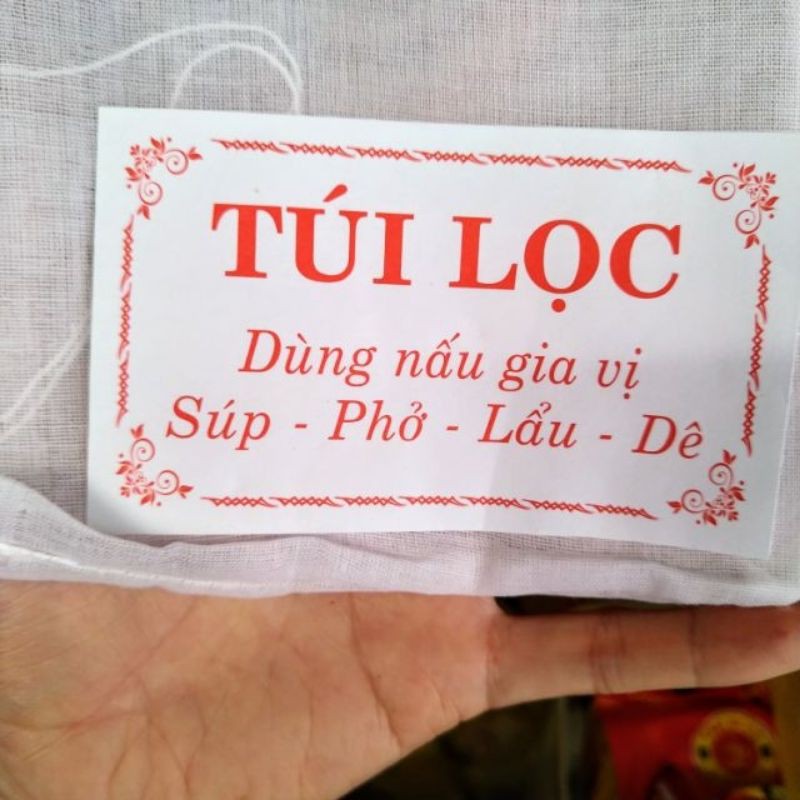 TÚI LỌC
Dùng nấu gia vị
Súp - Phở - Lẩu - Dê